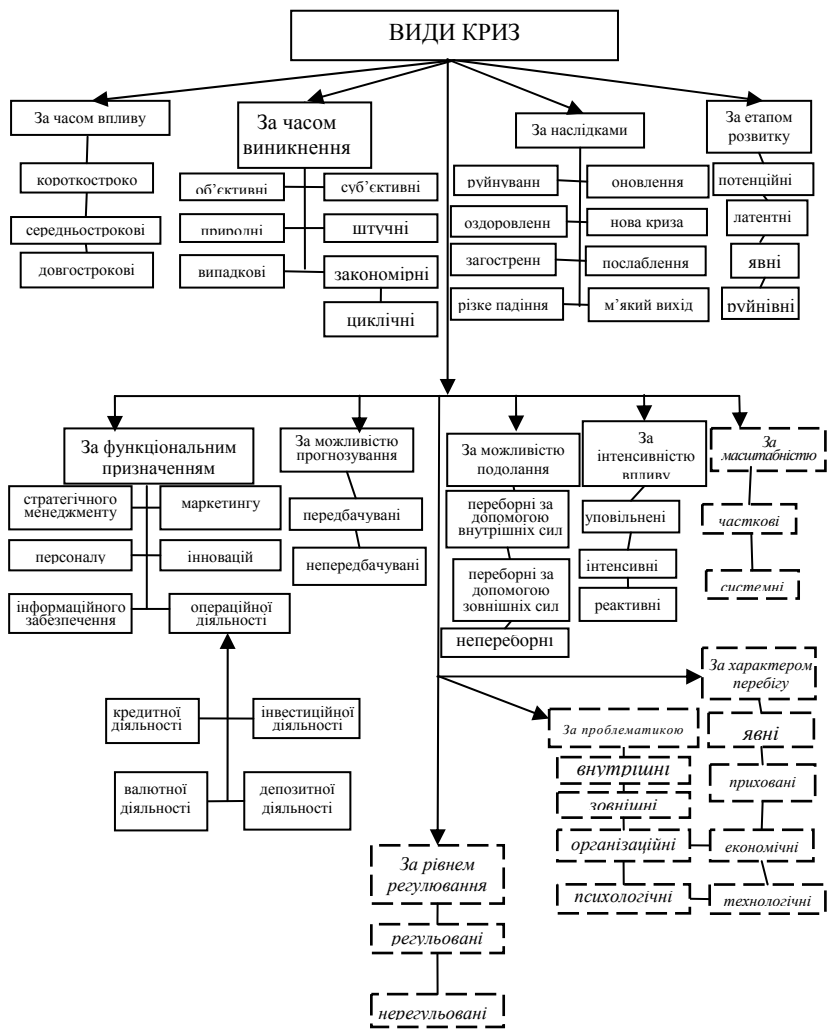 ВИДИ КРИЗ
За часом впливу
короткостроко
середньострокові
довгострокові
За часом
виникнення
об’єктивні
суб’єктивні
природні
штучні
випадкові
закономірні
циклічні
За наслідками
руйнуванн
оновлення
оздоровленн
нова криза
загостренн
послаблення
різке падіння
м’який вихід
За етапом
розвитку
потенційні
латентні
явні
руйнівні
За функціональним
призначенням
стратегічного
менеджменту
маркетингу
персоналу
інновацій
інформаційного
забезпечення
операційної
діяльності
кредитної
діяльності
інвестиційної
діяльності
валютної
діяльності
депозитної
діяльності
За можливістю
прогнозування
передбачувані
непередбачувані
За можливістю
подолання
переборні за
допомогою
внутрішніх сил
переборні за
допомогою
зовнішніх сил
непереборні
За
інтенсивністю
впливу
уповільнені
інтенсивні
реактивні
За
масштабністю
часткові
системні
За характером
перебігу
явні
приховані
За проблематикою
внутрішні
зовнішні
організаційні
економічні
психологічні
технологічні
За рівнем
регулювання
регульовані
нерегульовані